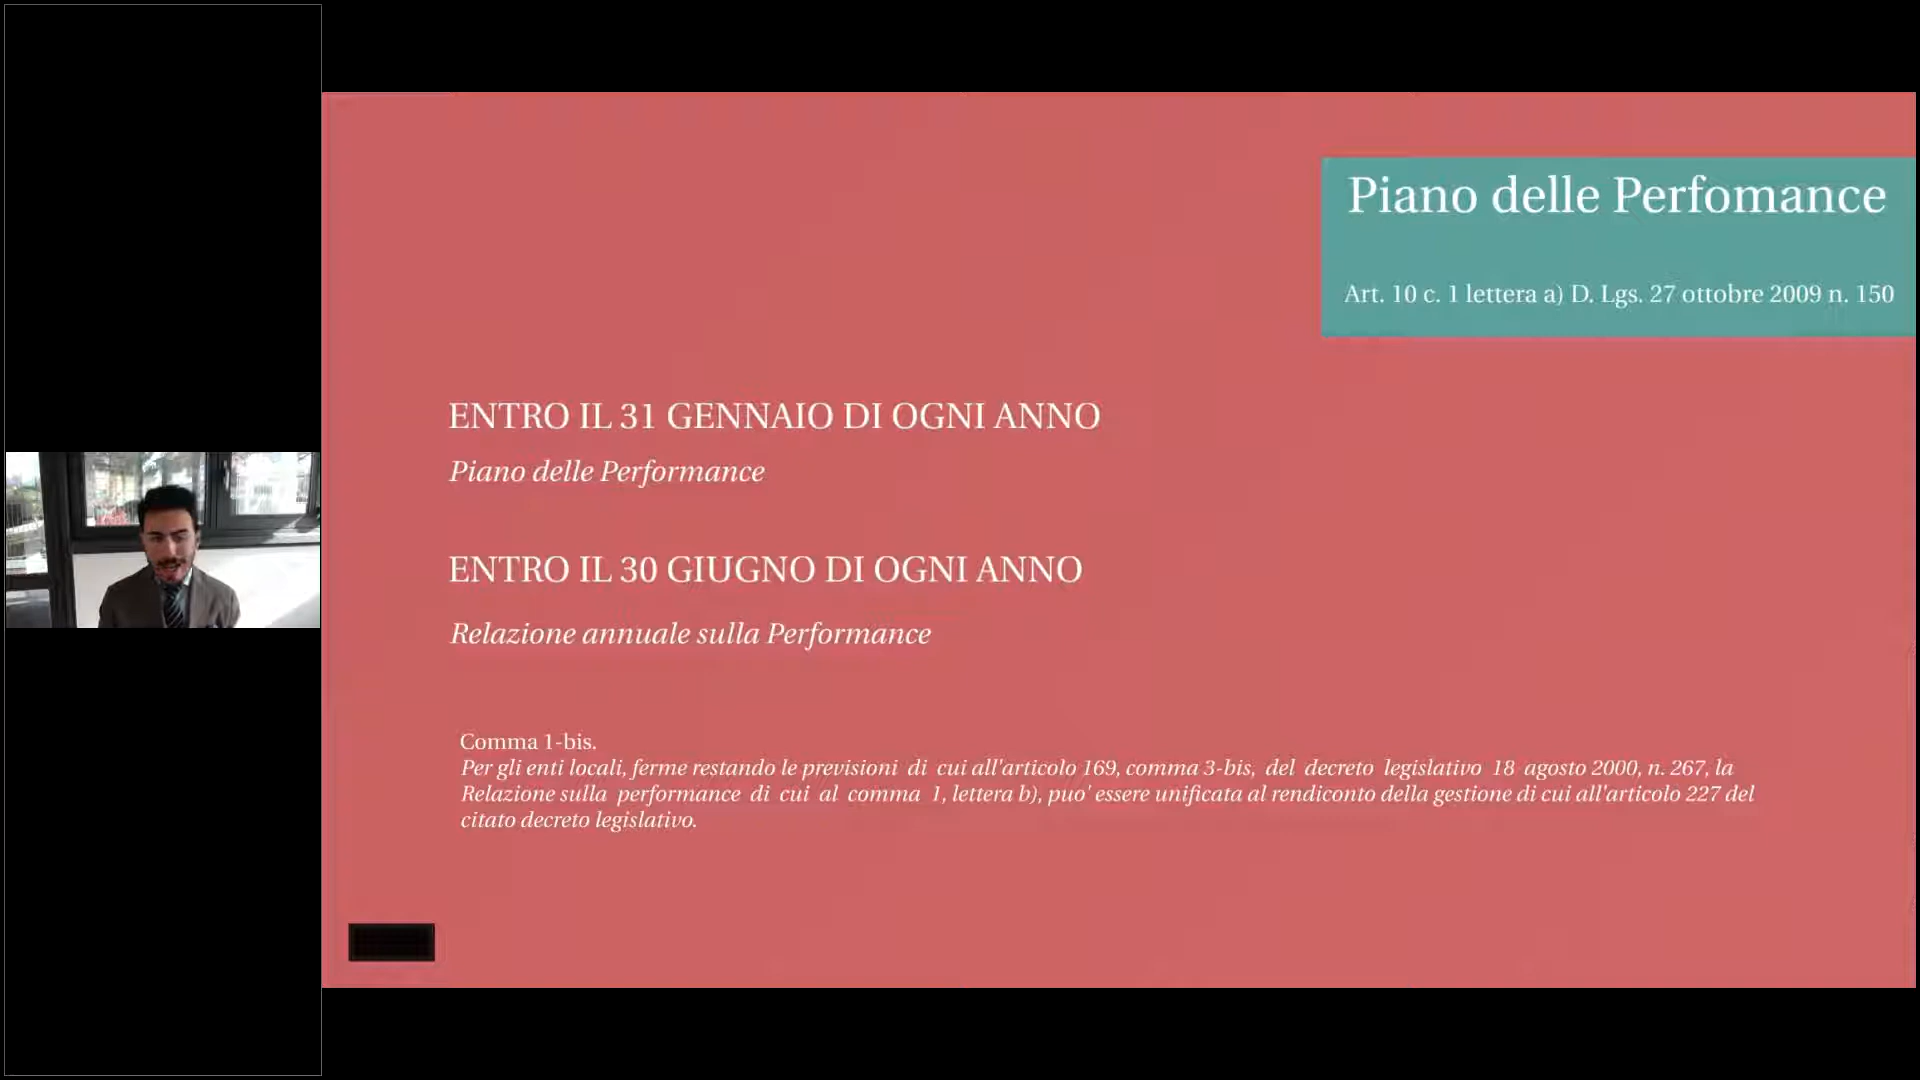 Piano delle Perfomance
Art. 10 c. 1 lettera a) D. Lgs. 27 ottobre 2009 n. 150
ENTRO IL 31 GENNAIO DI OGNI ANNO
Piano delle Performance
ENTRO IL 30 GIUGNO DI OGNI ANNO
Relazione annuale sulla Performance
Comma 1-bis.
Per gli enti locali, ferme restando le previsioni di cui all'articolo 169, comma 3-bis, del decreto legislativo 18 agosto 2000, n. 267, la
Relazione sulla performance di cui al comma 1, lettera b), puo' essere unificata al rendiconto della gestione di cui all'articolo 227 del
citato decreto legislativo.